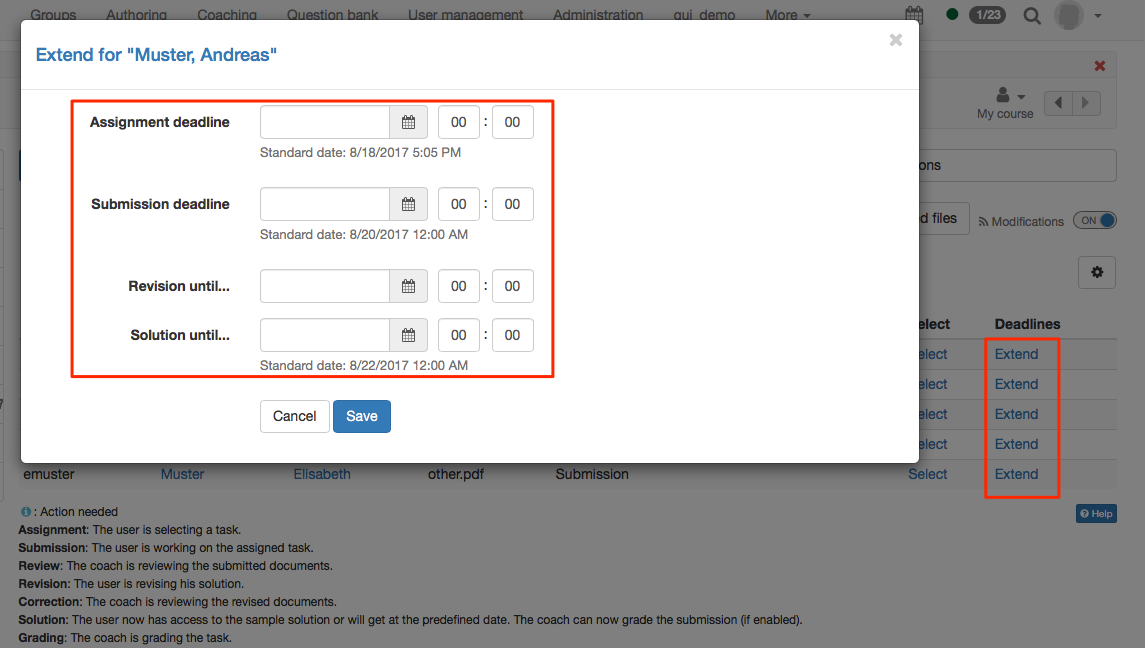 Groups Authoring Coaching Question bank User management Administration gui_demo More 1/23
Extend for "Muster, Andreas"
My course
Assignment deadline 00 : 00
Standard date: 8/18/2017 5:05 PM
ons
Submission deadline 00 : 00
d files Modifications ON
Standard date: 8/20/2017 12:00 AM
Revision until... 00 : 00
Solution until... 00 : 00
elect Deadlines
Standard date: 8/22/2017 12:00 AM
elect Extend
elect Extend
Cancel Save
elect Extend
elect Extend
emuster Muster Elisabeth other.pdf Submission Select Extend
: Action needed
Help
Assignment: The user is selecting a task.
Submission: The user is working on the assigned task.
Review: The coach is reviewing the submitted documents.
Revision: The user is revising his solution.
Correction: The coach is reviewing the revised documents.
Solution: The user now has access to the sample solution or will get at the predefined date. The coach can now grade the submission (if enabled).
Grading: The coach is grading the task.